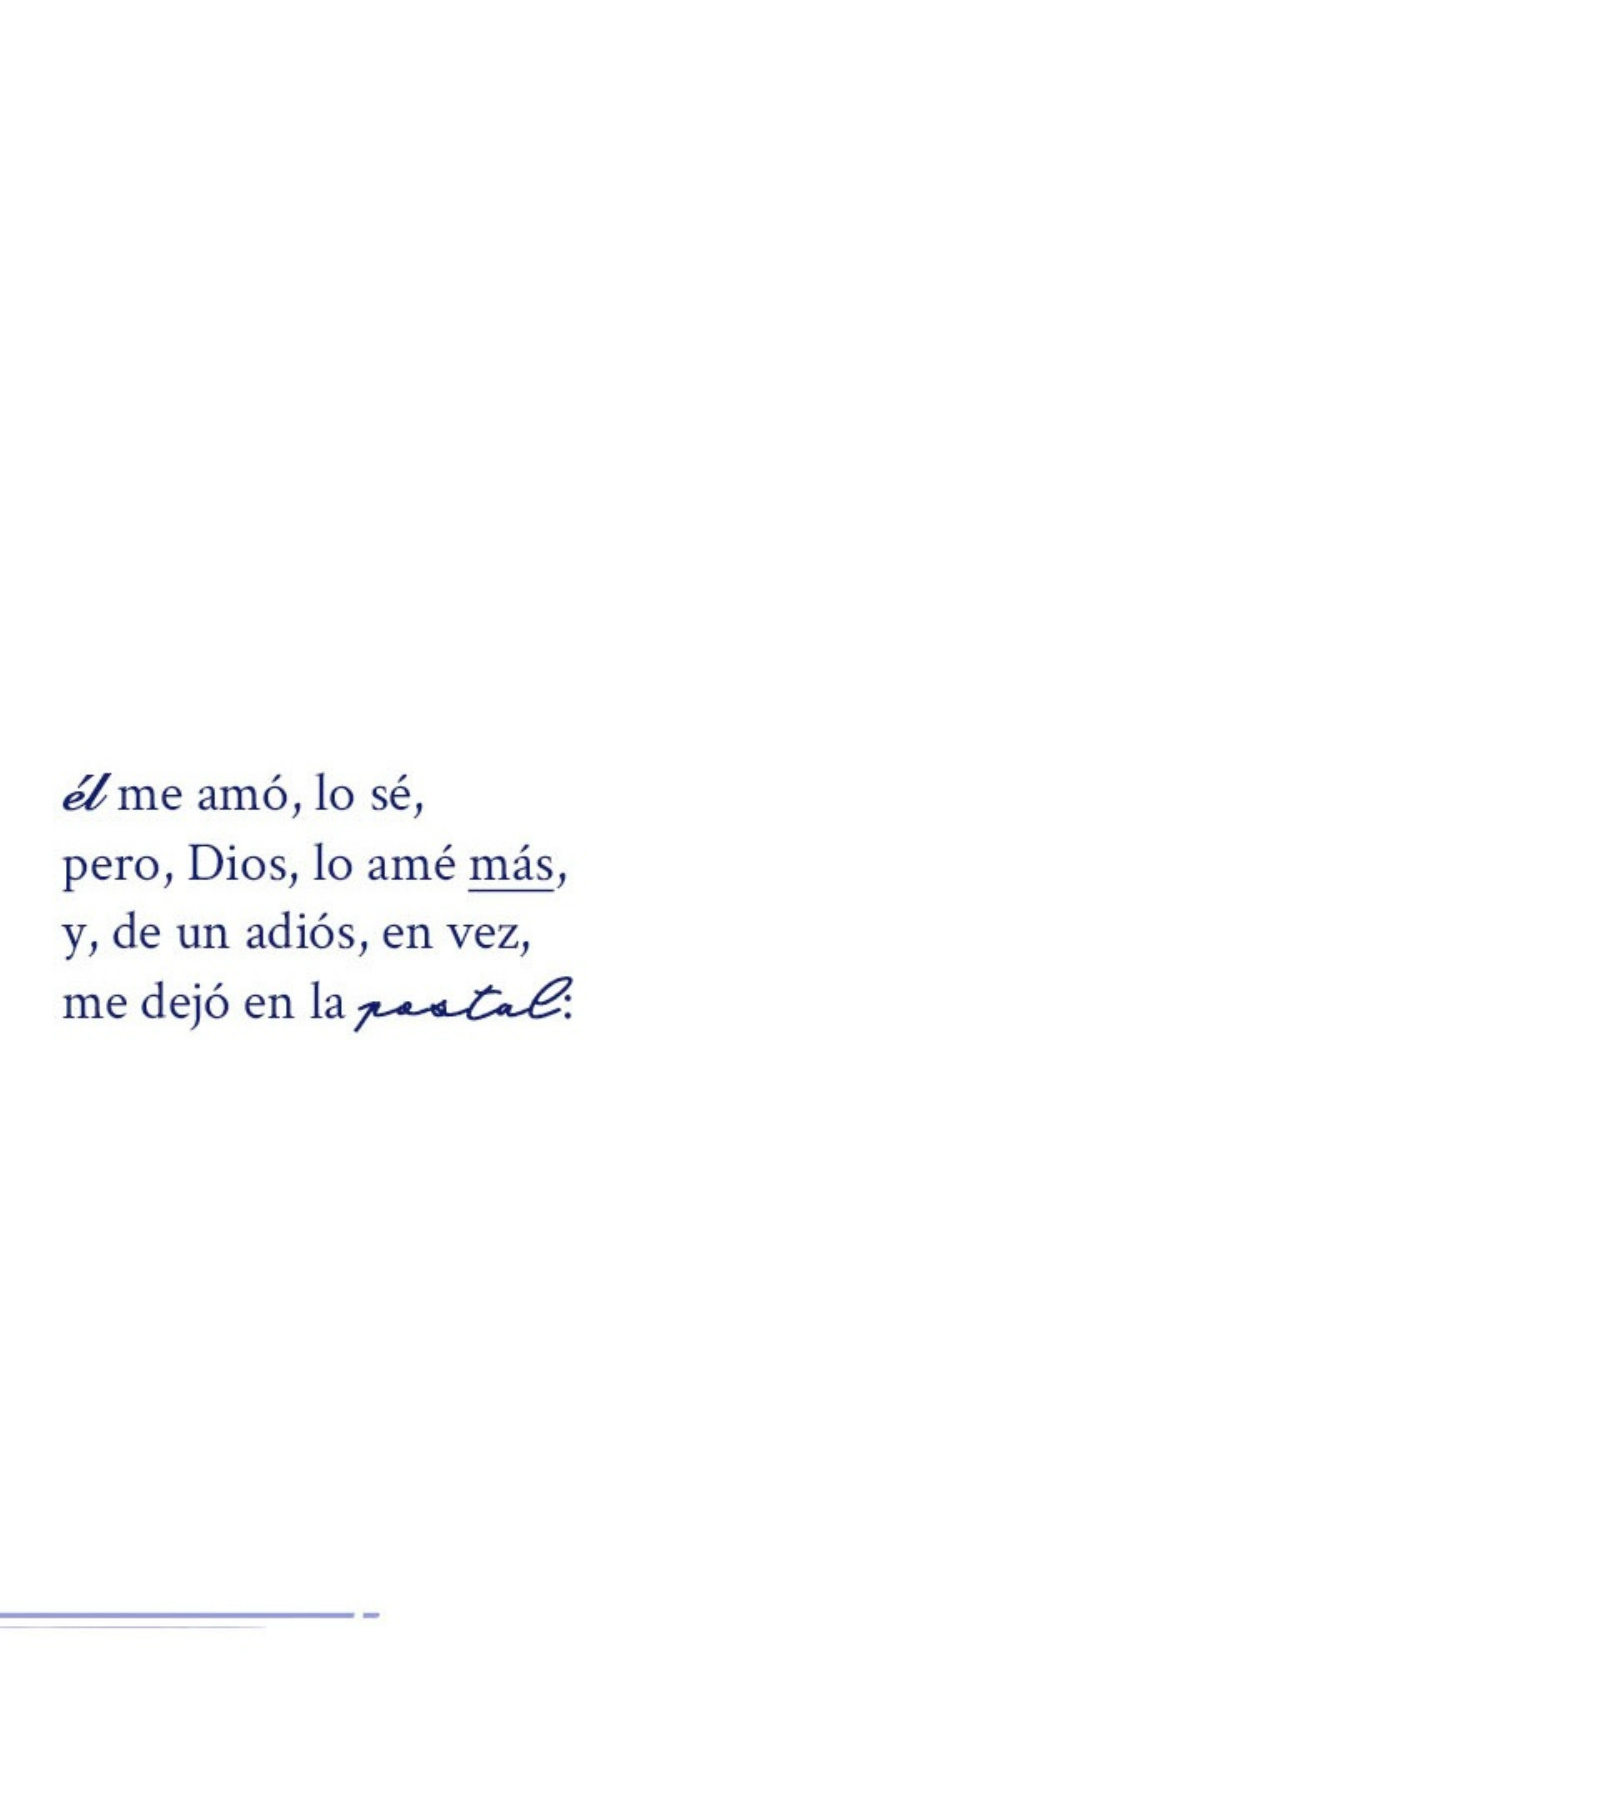 él me amó, lo sé,
pero, Dios, lo amé más,
y, de un adiós, en vez,
me dejó en la postal: